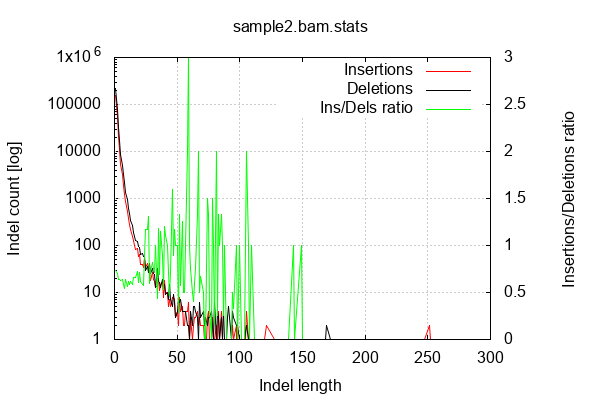 sample2.bam.stats
1x10^6
100000
10000
1000
100
10
1
3
2.5
2
1.5
1
0.5
0
Insertions
Deletions
Ins/Dels ratio
Indel count [log]
Insertions/Deletions ratio
0 50 100 150 200 250 300
Indel length